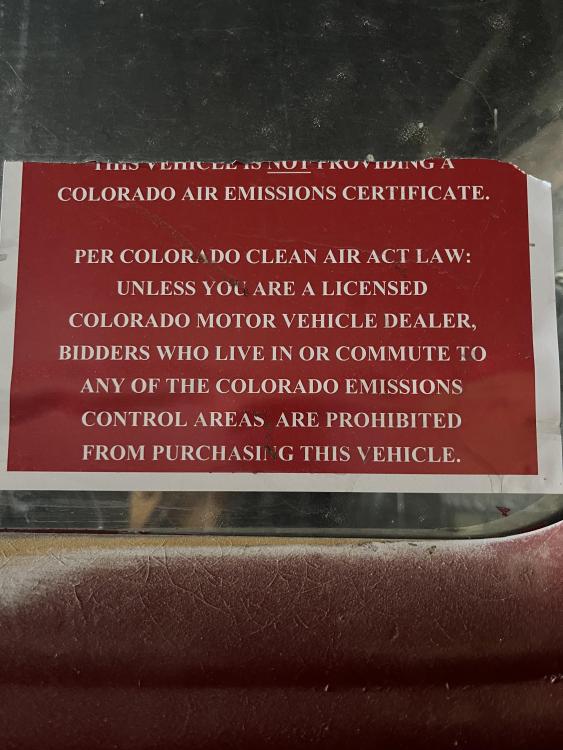 THIS VEHICLE IS NOT PROVIDING A
COLORADO AIR EMISSIONS CERTIFICATE.
PER COLORADO CLEAN AIR ACT LAW:
UNLESS YOU ARE A LICENSED
COLORADO MOTOR VEHICLE DEALER,
BIDDERS WHO LIVE IN OR COMMUTE TO
ANY OF THE COLORADO EMISSIONS
CONTROL AREAS, ARE PROHIBITED
FROM PURCHASING THIS VEHICLE.